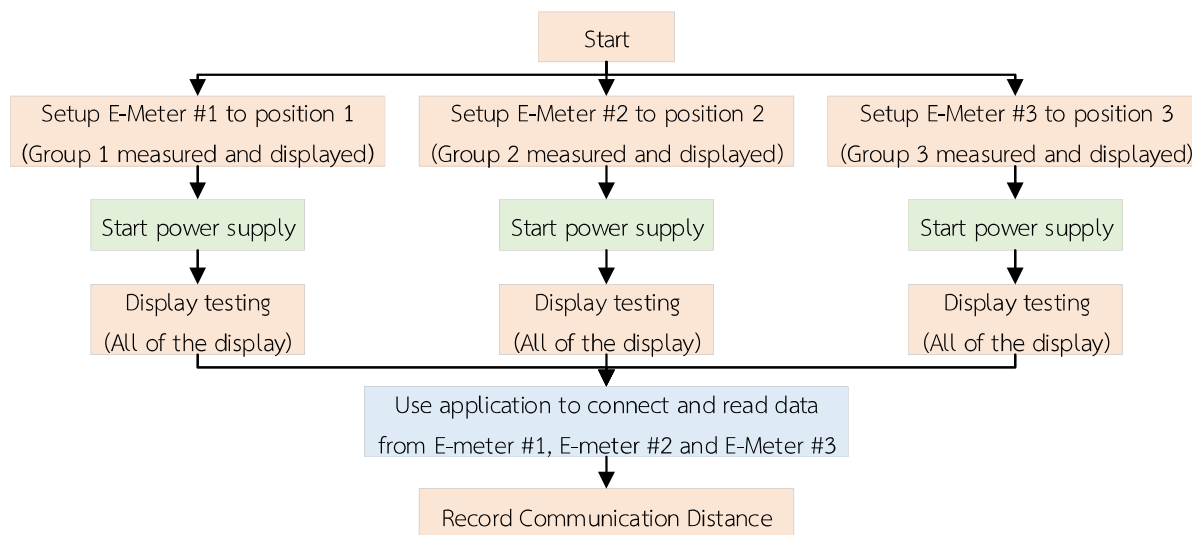 Start
Setup E-Meter #1 to position 1
(Group 1 measured and displayed)
Setup E-Meter #2 to position 2
(Group 2 measured and displayed)
Setup E-Meter #3 to position 3
(Group 3 measured and displayed)
Start power supply
Start power supply
Start power supply
Display testing
(All of the display)
Display testing
(All of the display)
Display testing
(All of the display)
Use application to connect and read data
from E-meter #1, E-meter #2 and E-Meter #3
Record Communication Distance